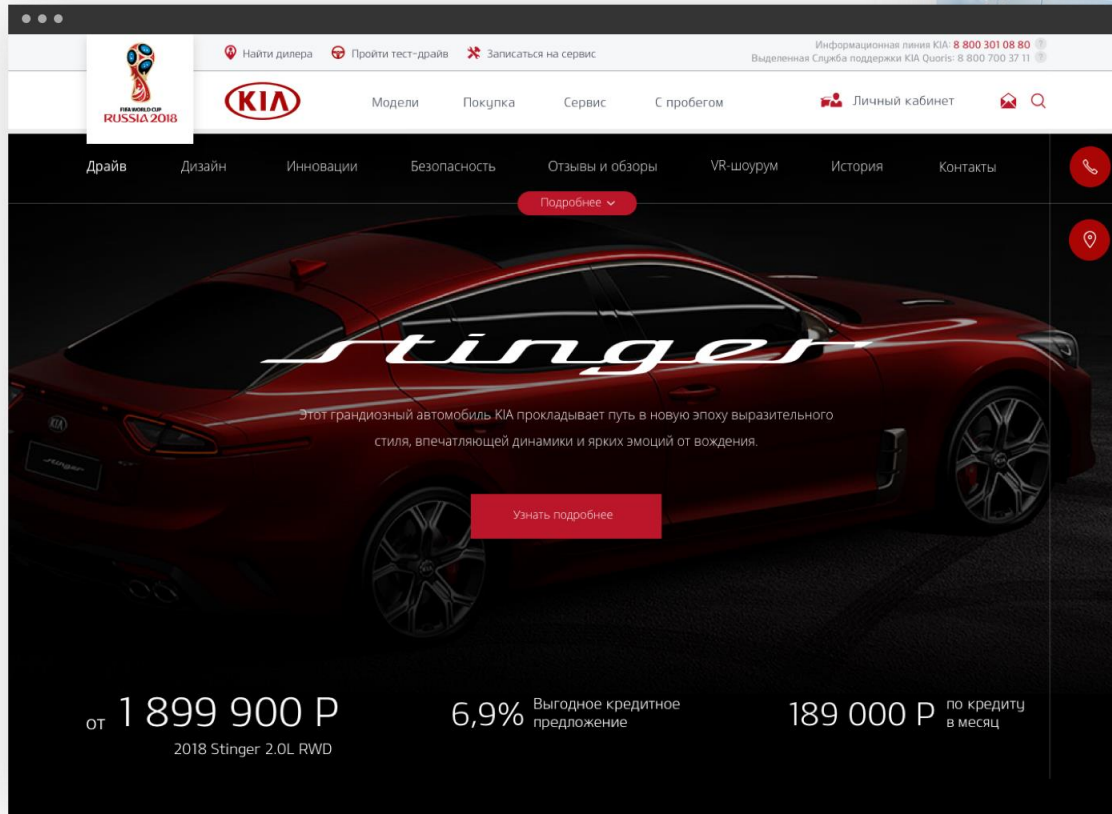 FIFA WORLD CUP
RUSSIA 2018
Найти дилера
Пройти тест-драйв
Записаться на сервис
Информационная линия KIA: 8 800 301 08 80 ?
Выделенная Служба поддержки KIA Quoris: 8 800 700 37 11 ?
KIA
Модели
Покупка
Сервис
С пробегом
Личный кабинет
Драйв
Дизайн
Инновации
Безопасность
Отзывы и обзоры
VR-шоурум
История
Контакты
Подробнее
stinger
Этот грандиозный автомобиль KIA прокладывает путь в новую эпоху выразительного
стиля, впечатляющей динамики и ярких эмоций от вождения.
KIA
stinger
Узнать подробнее
от 1 899 900 Р
2018 Stinger 2.0L RWD
6,9% Выгодное кредитное
предложение
189 000 Р по кредиту
в месяц